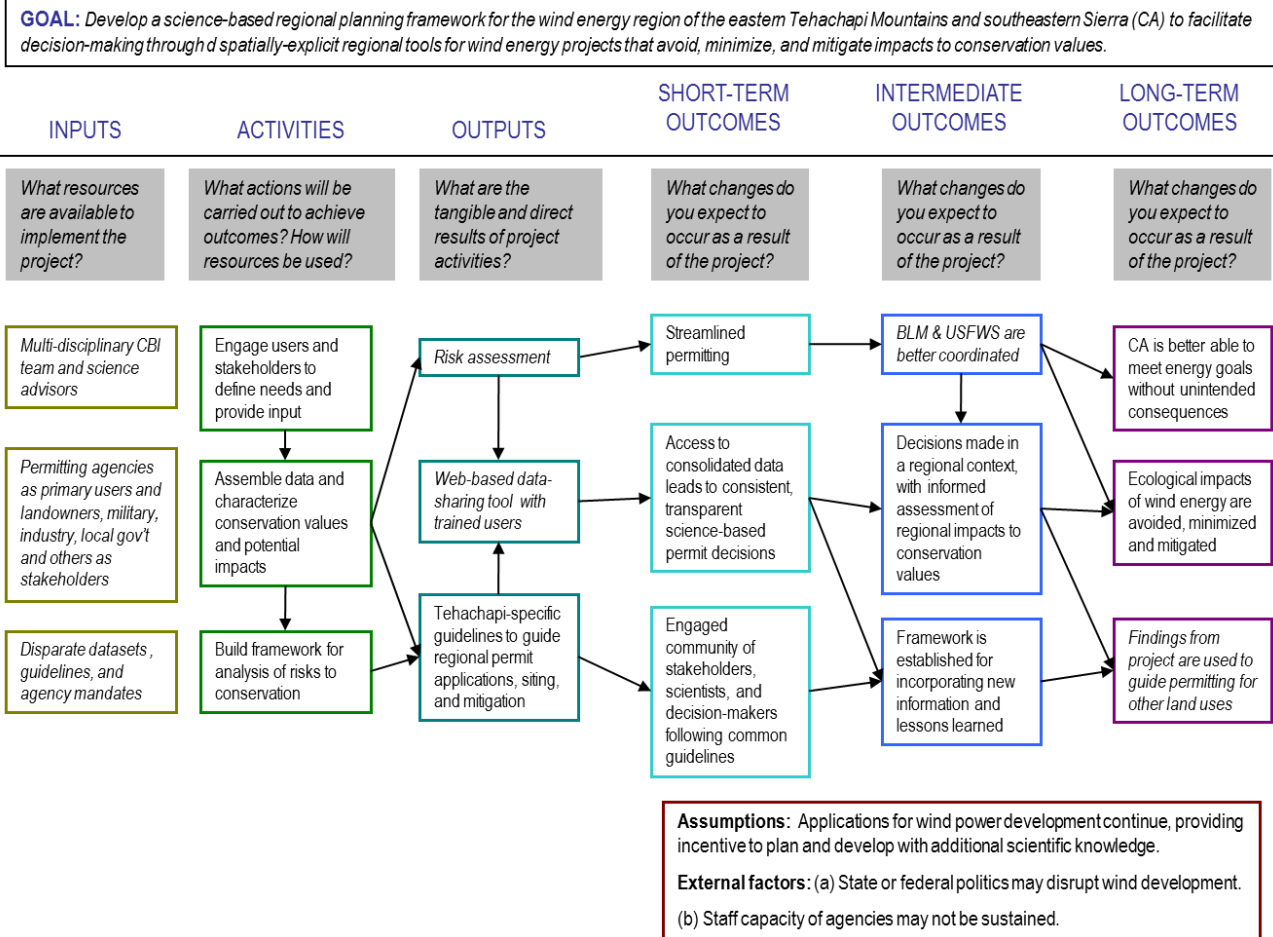 GOAL: Develop a science-based regional planning framework for the wind energy region of the eastern Tehachapi Mountains and southeastern Sierra (CA) to facilitate
decision-making through d spatially-explicit regional tools for wind energy projects that avoid, minimize, and mitigate impacts to conservation values.
INPUTS
ACTIVITIES
OUTPUTS
SHORT-TERM
OUTCOMES
INTERMEDIATE
OUTCOMES
LONG-TERM
OUTCOMES
What resources
are available to
implement the
project?
What actions will be
carried out to achieve
outcomes? How will
resources be used?
What are the
tangible and direct
results of project
activities?
What changes do
you expect to
occur as a result
of the project?
What changes do
you expect to
occur as a result
of the project?
What changes do
you expect to
occur as a result
of the project?
Multi-disciplinary CBI
team and science
advisors
Permitting agencies
as primary users and
landowners, military,
industry, local gov't
and others as
stakeholders
Disparate datasets ,
guidelines, and
agency mandates
Engage users and
stakeholders to
define needs and
provide input
Assemble data and
characterize
conservation values
and potential
impacts
Build framework for
analysis of risks to
conservation
Risk assessment
Web-based data-
sharing tool with
trained users
Tehachapi-specific
guidelines to guide
regional permit
applications, siting,
and mitigation
Streamlined
permitting
Access to
consolidated data
leads to consistent,
transparent
science-based
permit decisions
Engaged
community of
stakeholders,
scientists, and
decision-makers
following common
guidelines
BLM & USFWS are
better coordinated
Decisions made in
a regional context,
with informed
assessment of
regional impacts to
conservation
values
Framework is
established for
incorporating new
information and
lessons learned
CA is better able to
meet energy goals
without unintended
consequences
Ecological impacts
of wind energy are
avoided, minimized
and mitigated
Findings from
project are used to
guide permitting for
other land uses
Assumptions: Applications for wind power development continue, providing
incentive to plan and develop with additional scientific knowledge.
External factors: (a) State or federal politics may disrupt wind development.
(b) Staff capacity of agencies may not be sustained.